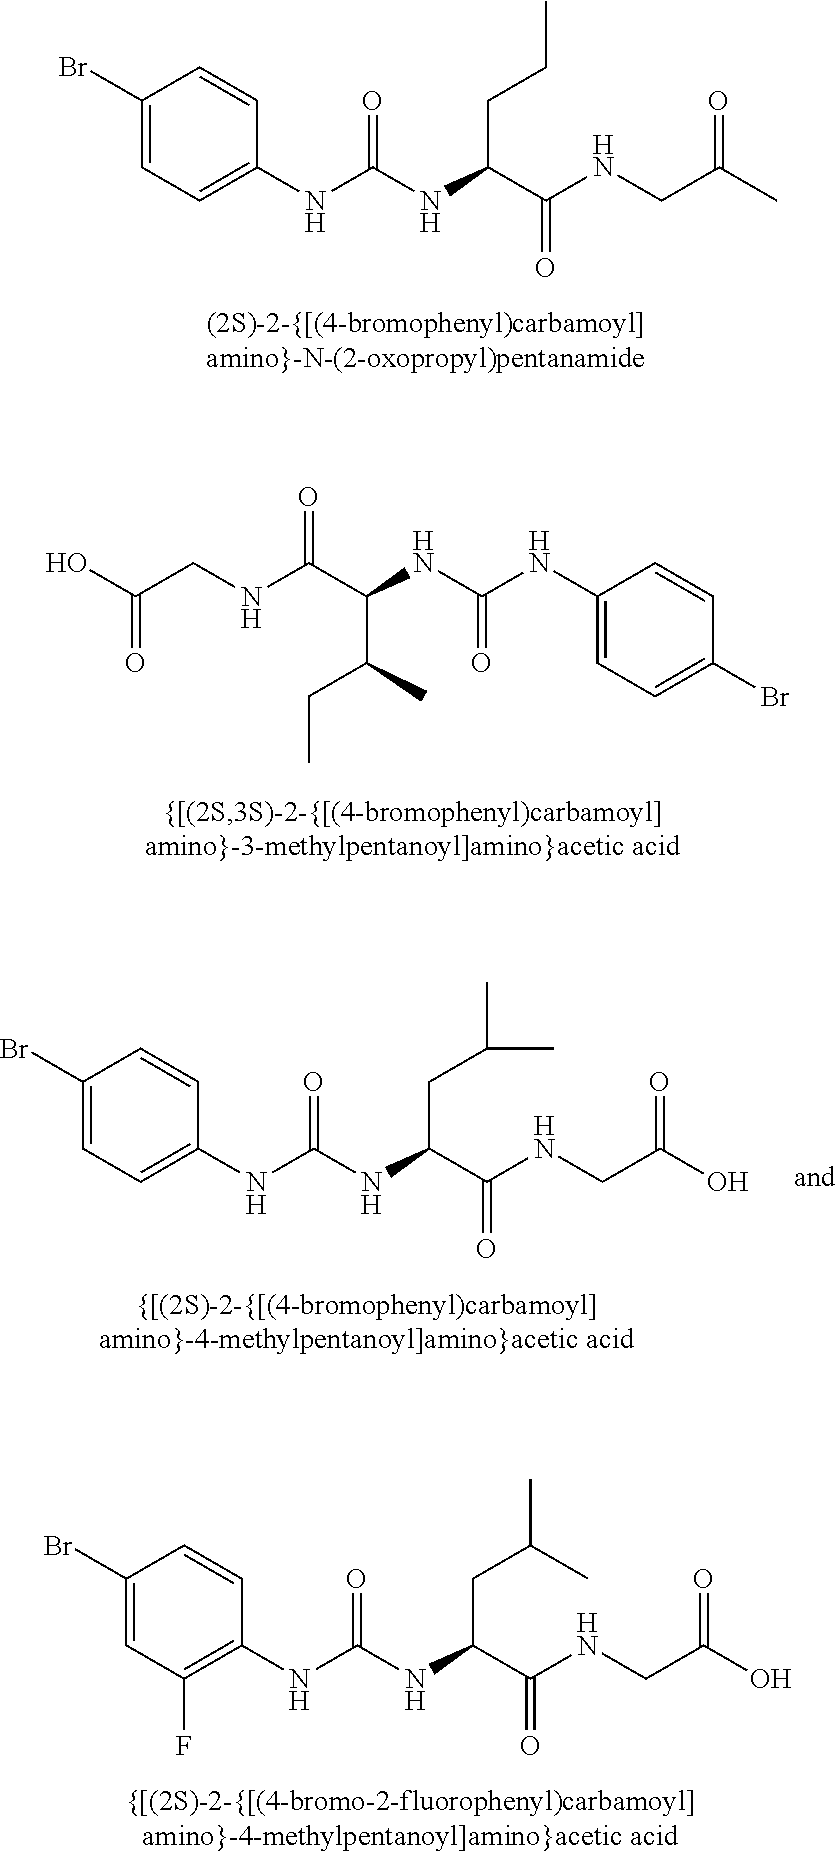 Br
O
O
H
N
N
H
N
H
O
(2S)-2-{[(4-bromophenyl)carbamoyl]
amino}-N-(2-oxopropyl)pentanamide
O
H
N
H
N
HO
N
H
O
O
Br
{[(2S,3S)-2-{[(4-bromophenyl)carbamoyl]
amino}-3-methylpentanoyl]amino}acetic acid
Br
O
O
H
N
N
H
N
H
OH
and
O
{[(2S)-2-{[(4-bromophenyl)carbamoyl]
amino}-4-methylpentanoyl]amino}acetic acid
Br
O
O
H
N
N
H
N
H
OH
F
O
{[(2S)-2-{[(4-bromo-2-fluorophenyl)carbamoyl]
amino}-4-methylpentanoyl]amino}acetic acid